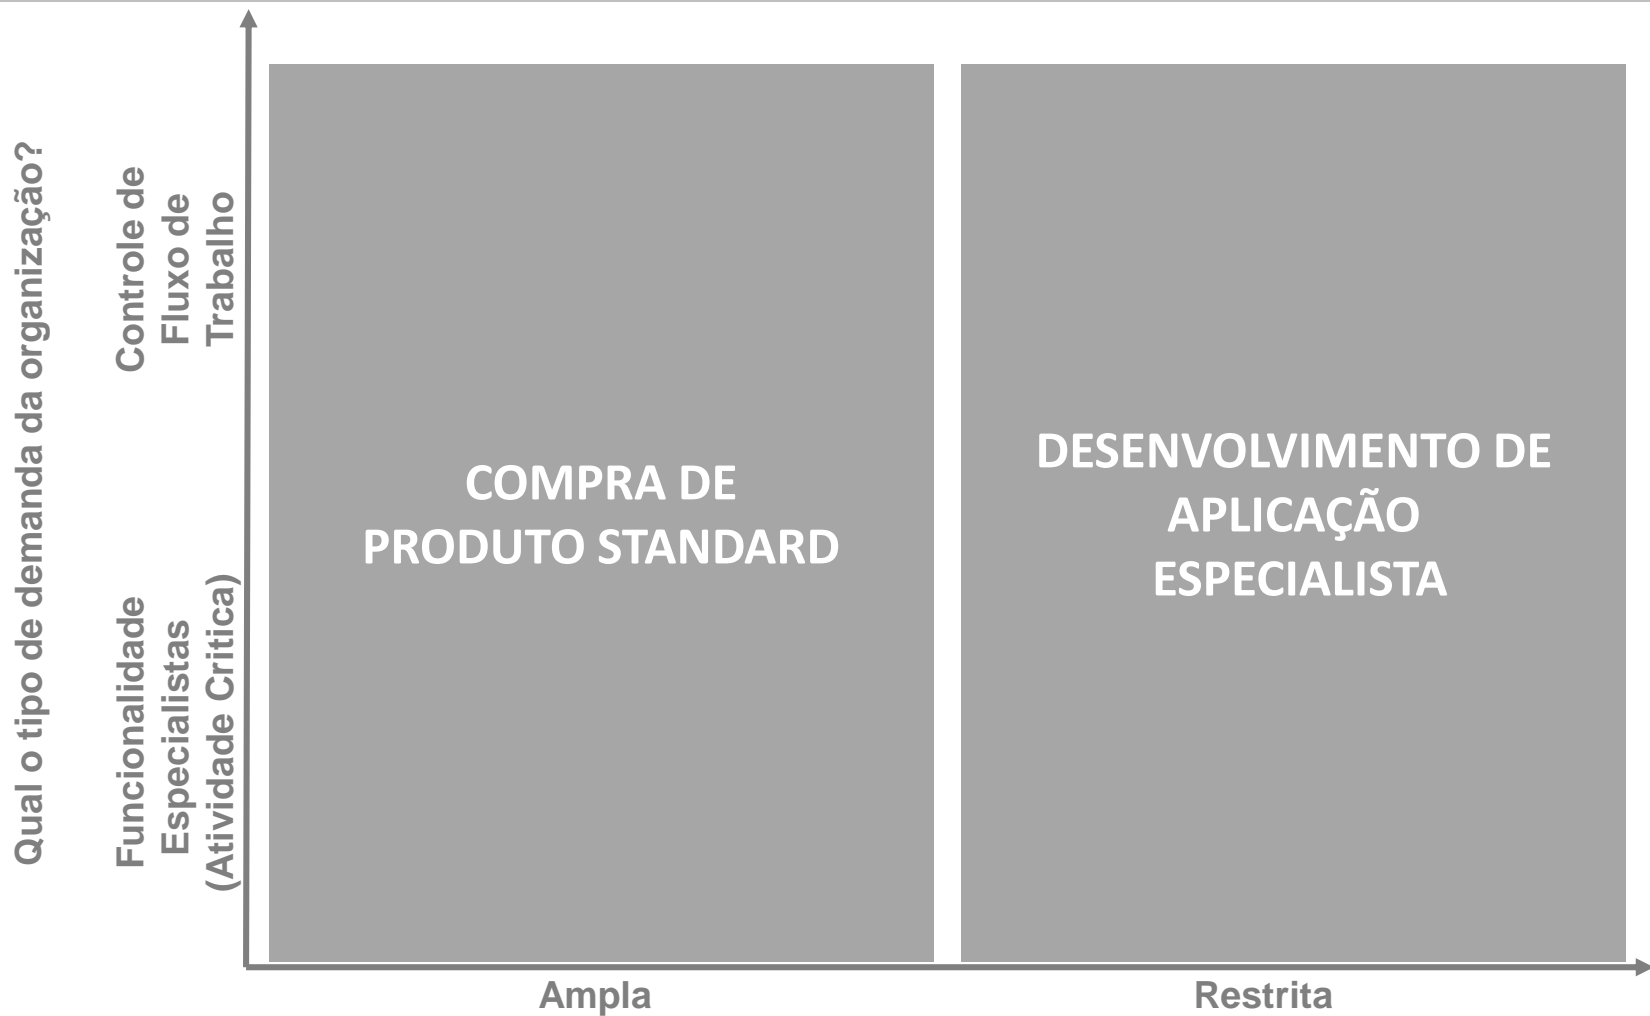 Qual o tipo de demanda da organização?
Controle de
Fluxo de
Trabalho
Funcionalidade
Especialistas
(Atividade Critica)
COMPRA DE
PRODUTO STANDARD
DESENVOLVIMENTO DE
APLICAÇÃO
ESPECIALISTA
Ampla
Restrita